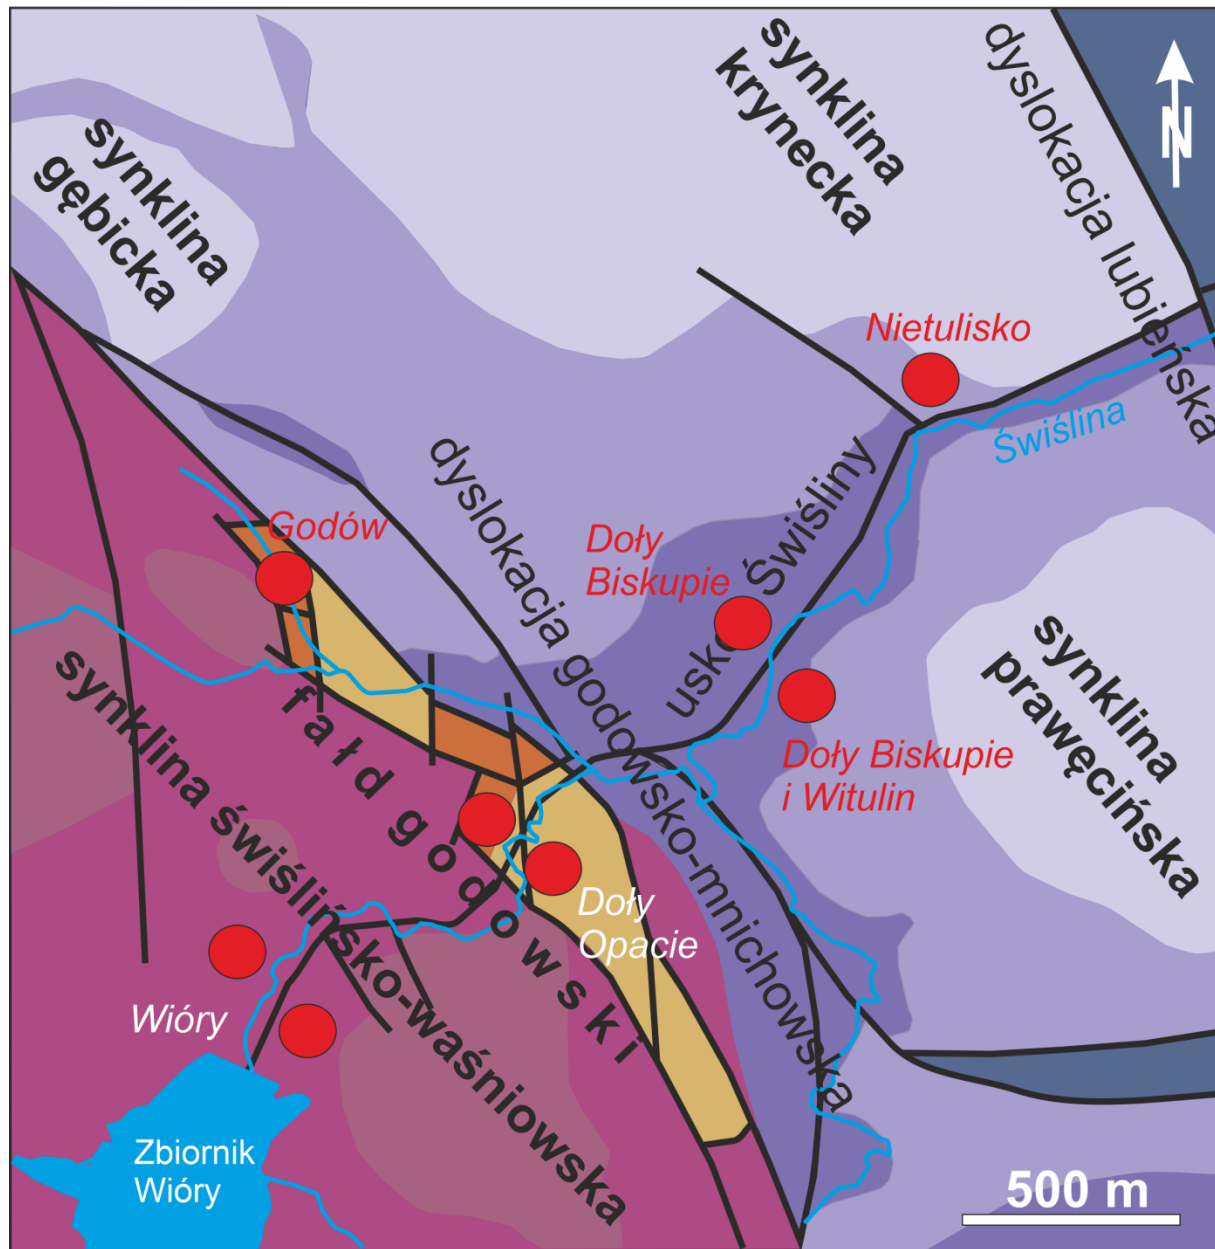 synklina
krynecka
dyslokacja lubieńska
N
synklina
gębicka
Nietulisko
Świślina
dyslokacja godowsko-mnichowska
uskok Świśliny
Godów
Doły
Biskupie
synklina
prawęcińska
Doły Biskupie
i Witulin
fałd godowski
synklina świślińsko-waśniowska
Doły
Opacie
Wióry
Zbiornik
Wióry
500 m